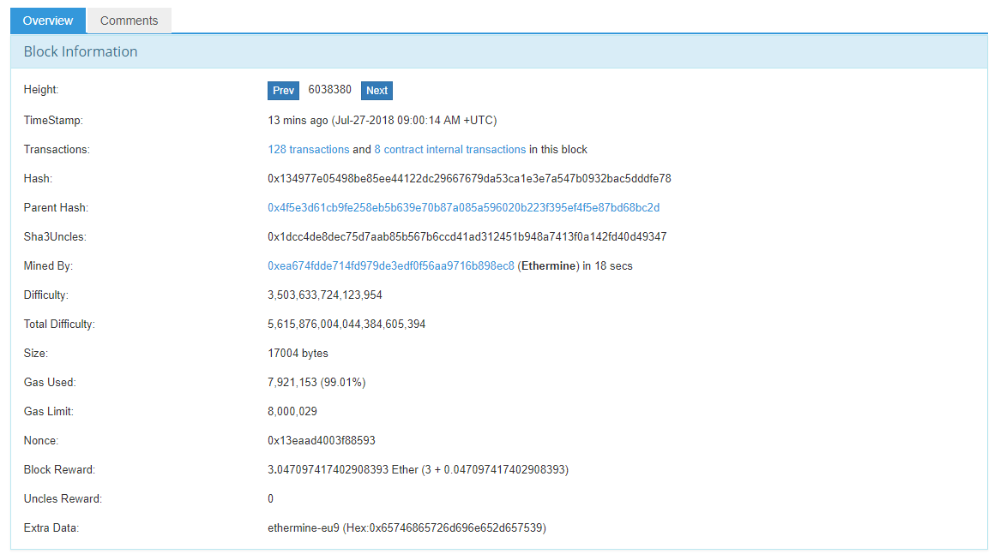 Overview Comments
Block Information
Height: Prev 6038380 Next
TimeStamp: 13 mins ago (Jul-27-2018 09:00:14 AM +UTC)
Transactions: 128 transactions and 8 contract internal transactions in this block
Hash: 0x134977e05498be85ee44122dc29667679da53ca1e3e7a547b0932bac5dddfe78
Parent Hash: 0x4f5e3d61cb9fe258eb5b639e70b87a085a596020b223f395ef4f5e87bd68bc2d
Sha3Uncles: 0x1dcc4de8dec75d7aab85b567b6ccd41ad312451b948a7413f0a142fd40d49347
Mined By: 0xea674fdde714fd979de3edf0f56aa9716b898ec8 (Ethermine) in 18 secs
Difficulty: 3,503,633,724,123,954
Total Difficulty: 5,615,876,004,044,384,605,394
Size: 17004 bytes
Gas Used: 7,921,153 (99.01%)
Gas Limit: 8,000,029
Nonce: 0x13eaad4003f88593
Block Reward: 3.047097417402908393 Ether (3 + 0.047097417402908393)
Uncles Reward: 0
Extra Data: ethermine-eu9 (Hex:0x65746865726d696e652d657539)